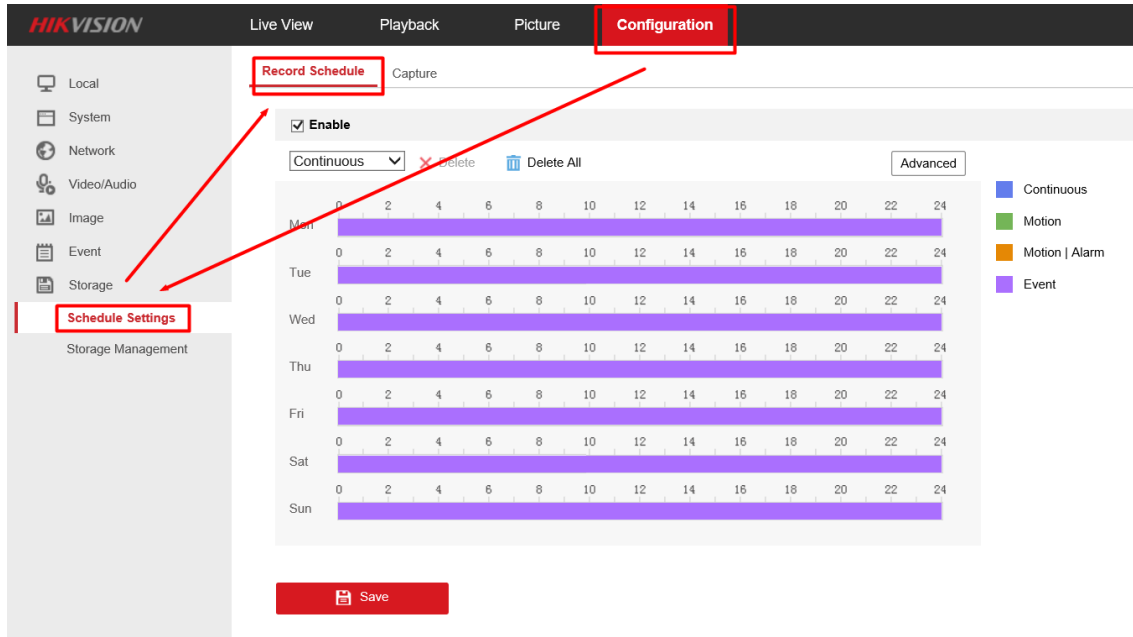 HIKVISION Live View Playback Picture Configuration
Local
System
Network
Video/Audio
Image
Event
Storage
Schedule Settings
Storage Management
Record Schedule Capture
Enable
Continuous Delete Delete All Advanced
0 2 4 6 8 10 12 14 16 18 20 22 24
Mon
0 2 4 6 8 10 12 14 16 18 20 22 24
Tue
0 2 4 6 8 10 12 14 16 18 20 22 24
Wed
0 2 4 6 8 10 12 14 16 18 20 22 24
Thu
0 2 4 6 8 10 12 14 16 18 20 22 24
Fri
0 2 4 6 8 10 12 14 16 18 20 22 24
Sat
0 2 4 6 8 10 12 14 16 18 20 22 24
Sun
Continuous
Motion
Motion | Alarm
Event
Save